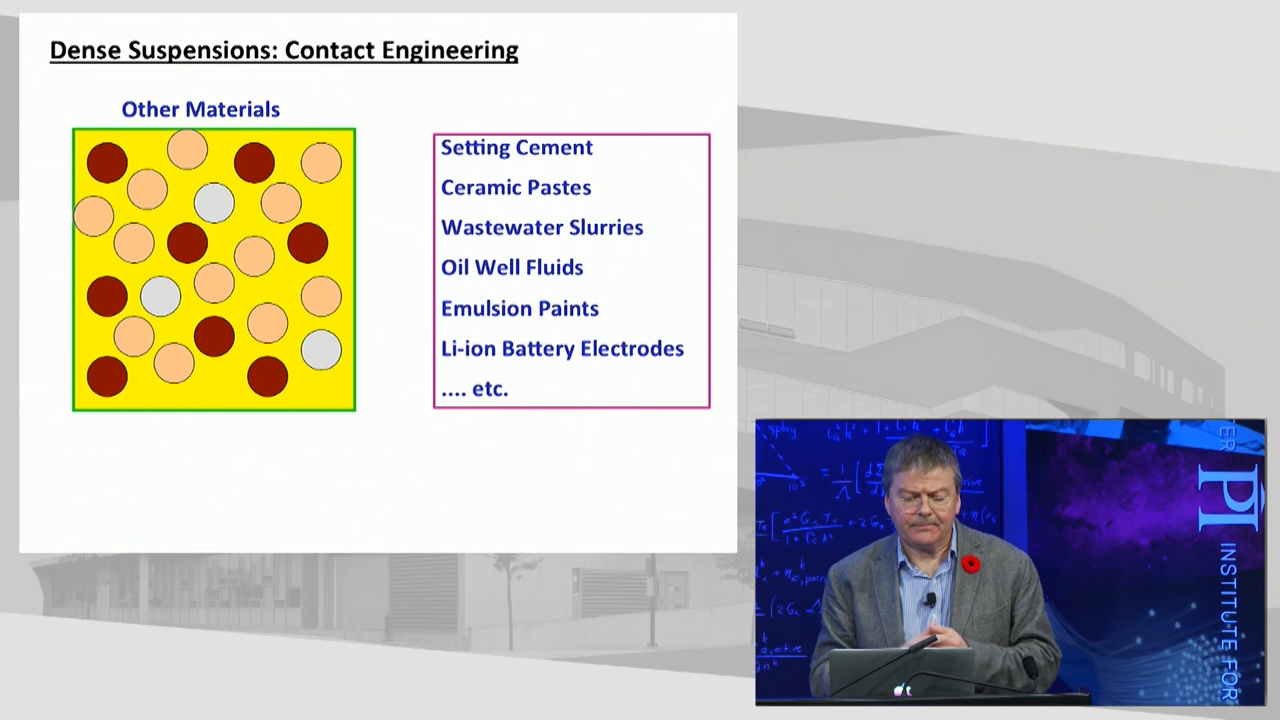 Dense Suspensions: Contact Engineering
Other Materials
Setting Cement
Ceramic Pastes
Wastewater Slurries
Oil Well Fluids
Emulsion Paints
Li-ion Battery Electrodes
.... etc.
PI
INSTITUTE FOR